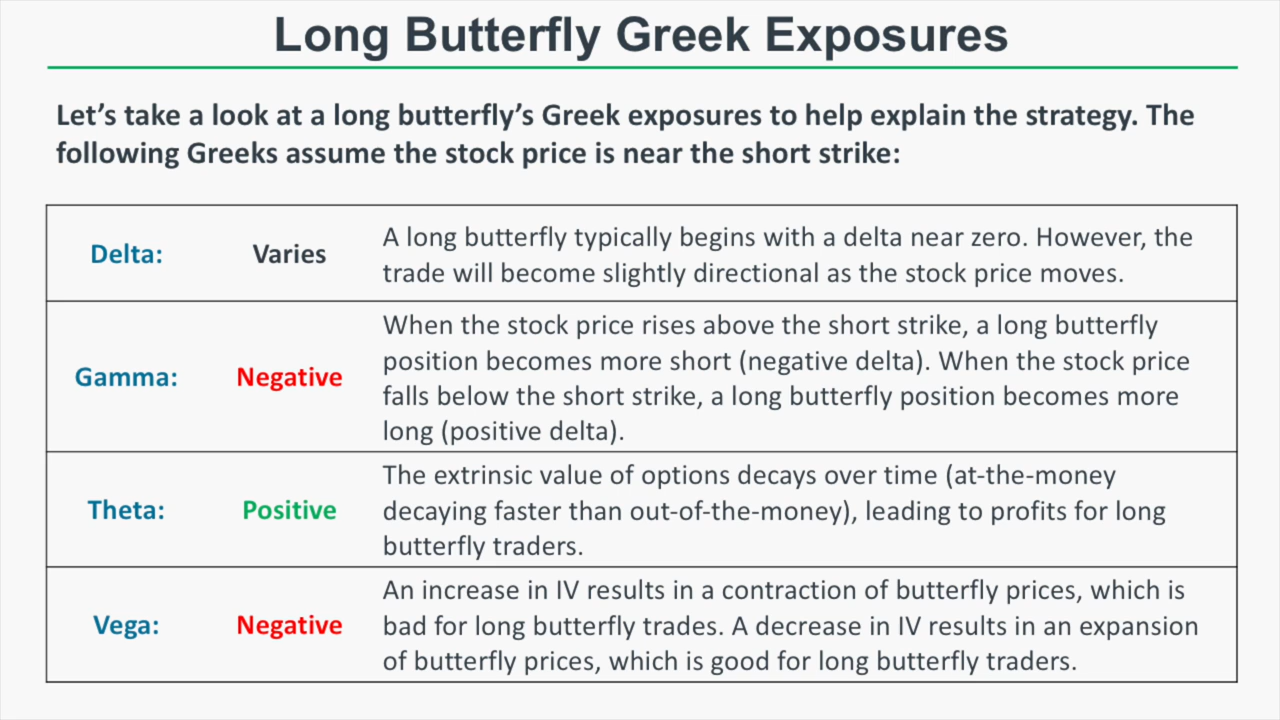 Long Butterfly Greek Exposures
Let’s take a look at a long butterfly’s Greek exposures to help explain the strategy. The
following Greeks assume the stock price is near the short strike:
Delta:
Varies
A long butterfly typically begins with a delta near zero. However, the
trade will become slightly directional as the stock price moves.
Gamma:
Negative
When the stock price rises above the short strike, a long butterfly
position becomes more short (negative delta). When the stock price
falls below the short strike, a long butterfly position becomes more
long (positive delta).
Theta:
Positive
The extrinsic value of options decays over time (at-the-money
decaying faster than out-of-the-money), leading to profits for long
butterfly traders.
Vega:
Negative
An increase in IV results in a contraction of butterfly prices, which is
bad for long butterfly trades. A decrease in IV results in an expansion
of butterfly prices, which is good for long butterfly traders.